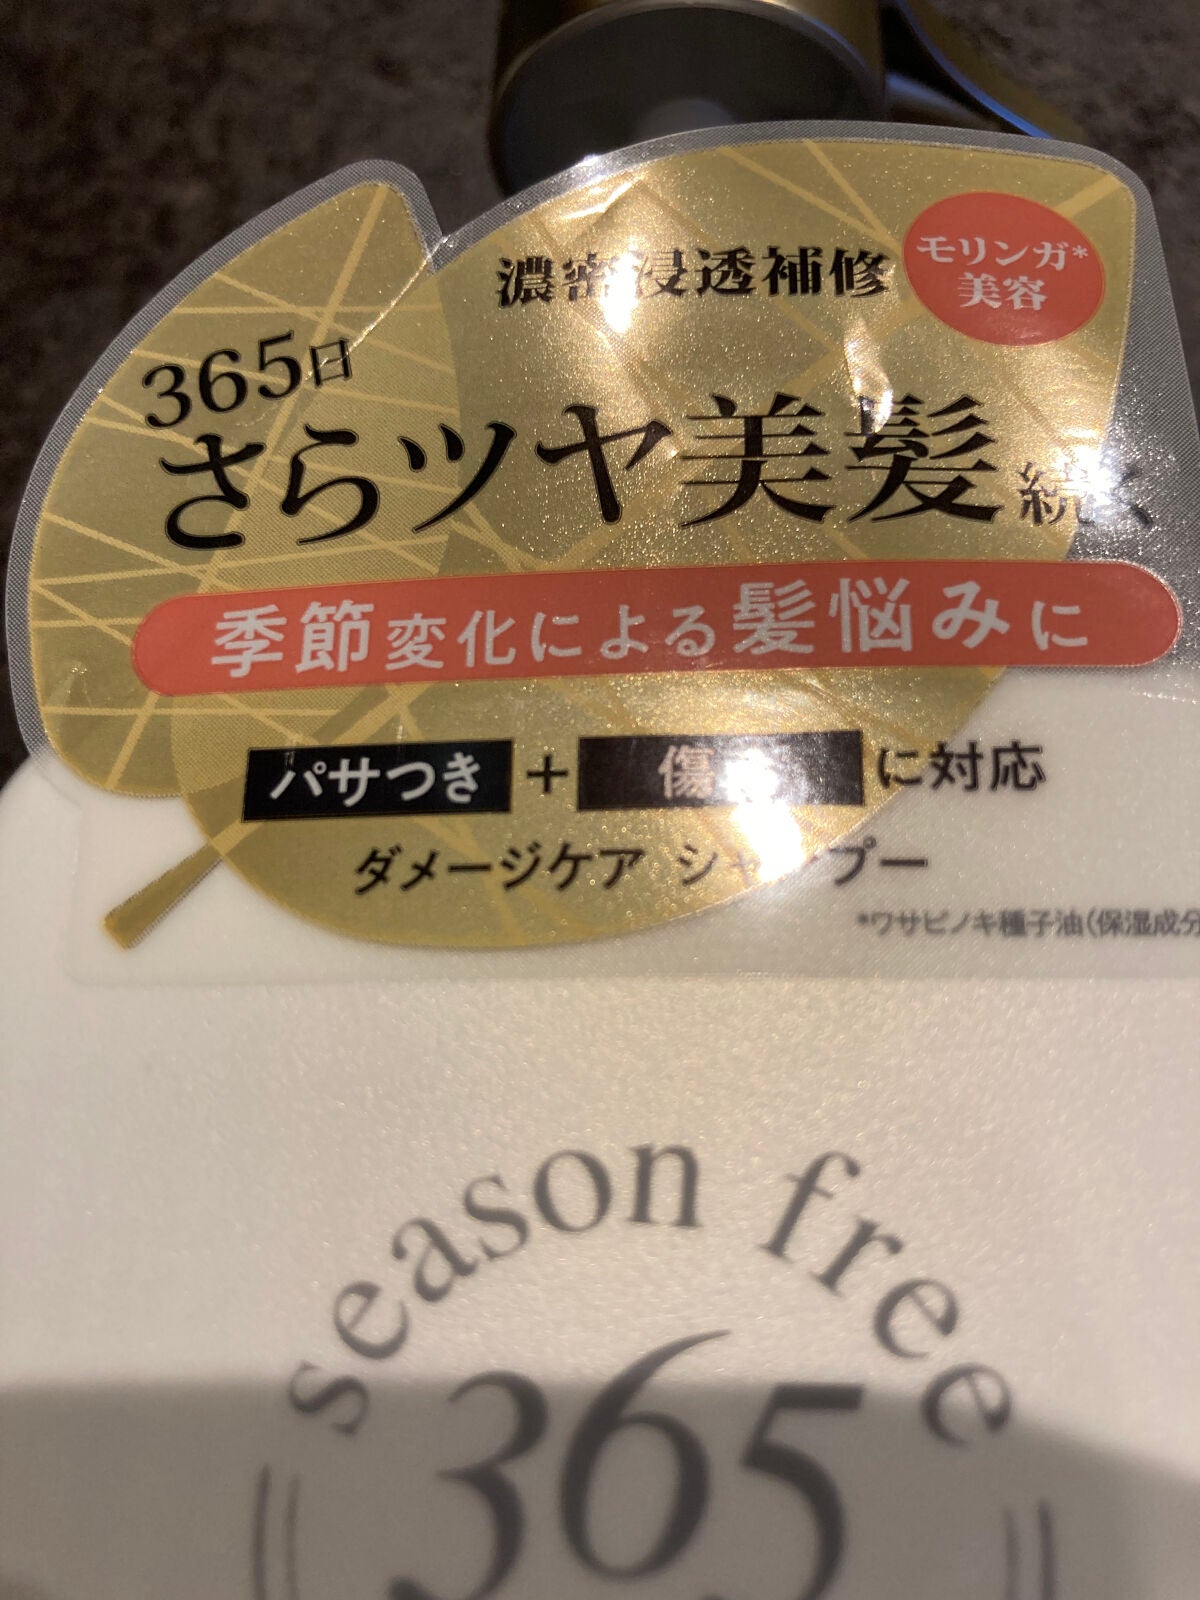 濃密浸透補修
モリンガ*
美容
365日
さらツヤ美髪続く
季節変化による髪悩みに
パサつき + 傷 に対応
ダメージケア シャンプー
*ワサビノキ種子油(保湿成分
season free
365